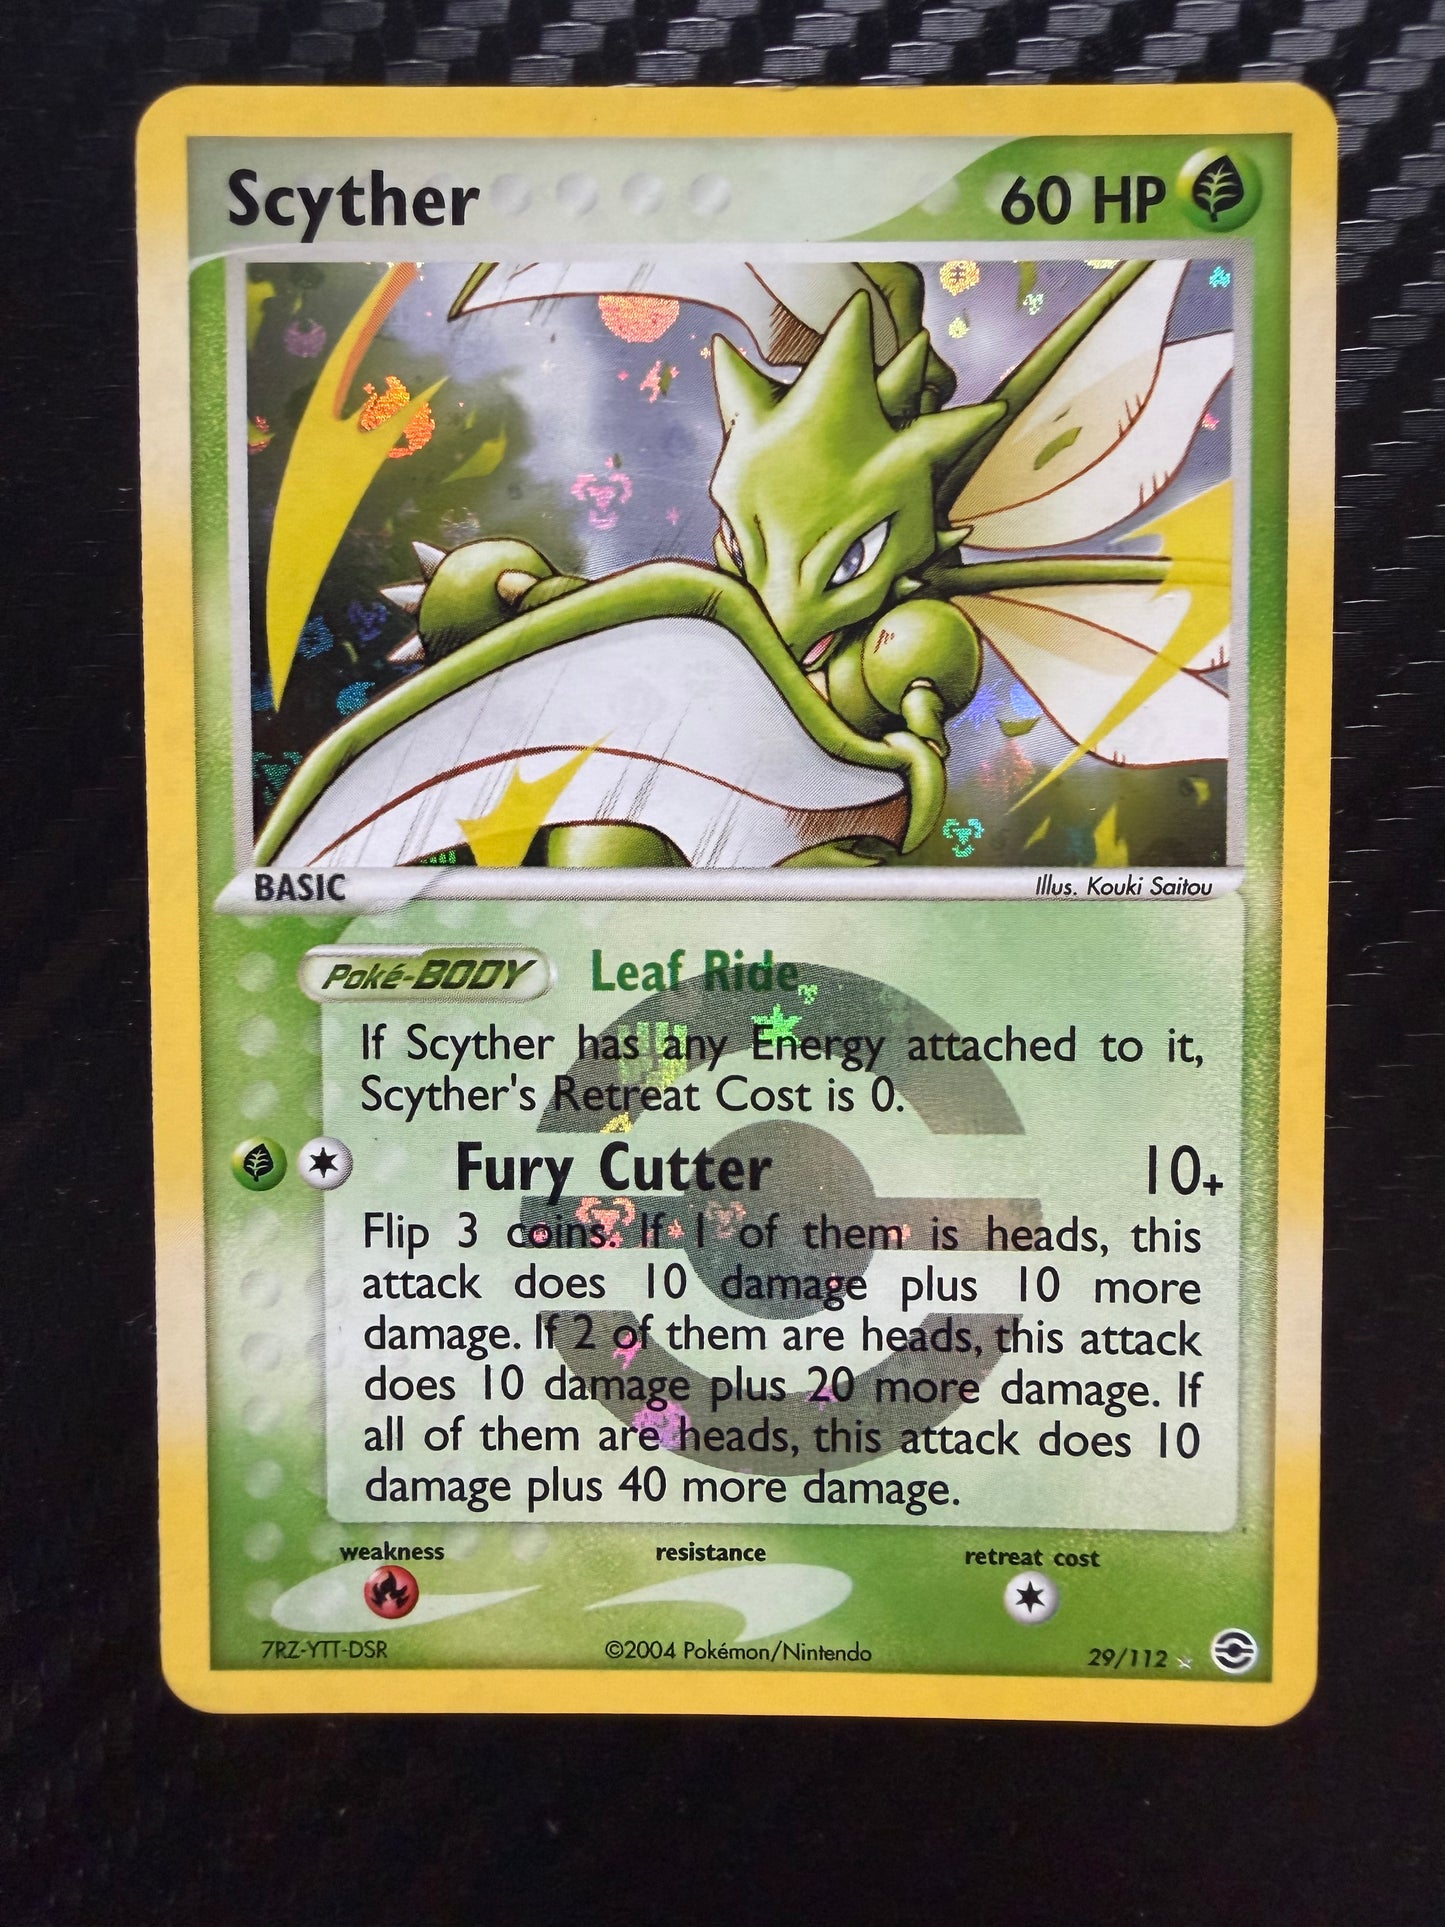 Scyther 60 HP
BASIC Illus. Kouki Saitou
Poké-BODY Leaf Ride
If Scyther has any Energy attached to it,
Scyther's Retreat Cost is 0.
Fury Cutter 10+
Flip 3 coins. If 1 of them is heads, this
attack does 10 damage plus 10 more
damage. If 2 of them are heads, this attack
does 10 damage plus 20 more damage. If
all of them are heads, this attack does 10
damage plus 40 more damage.
weakness resistance retreat cost
7RZ-YTT-DSR ©2004 Pokémon/Nintendo 29/112